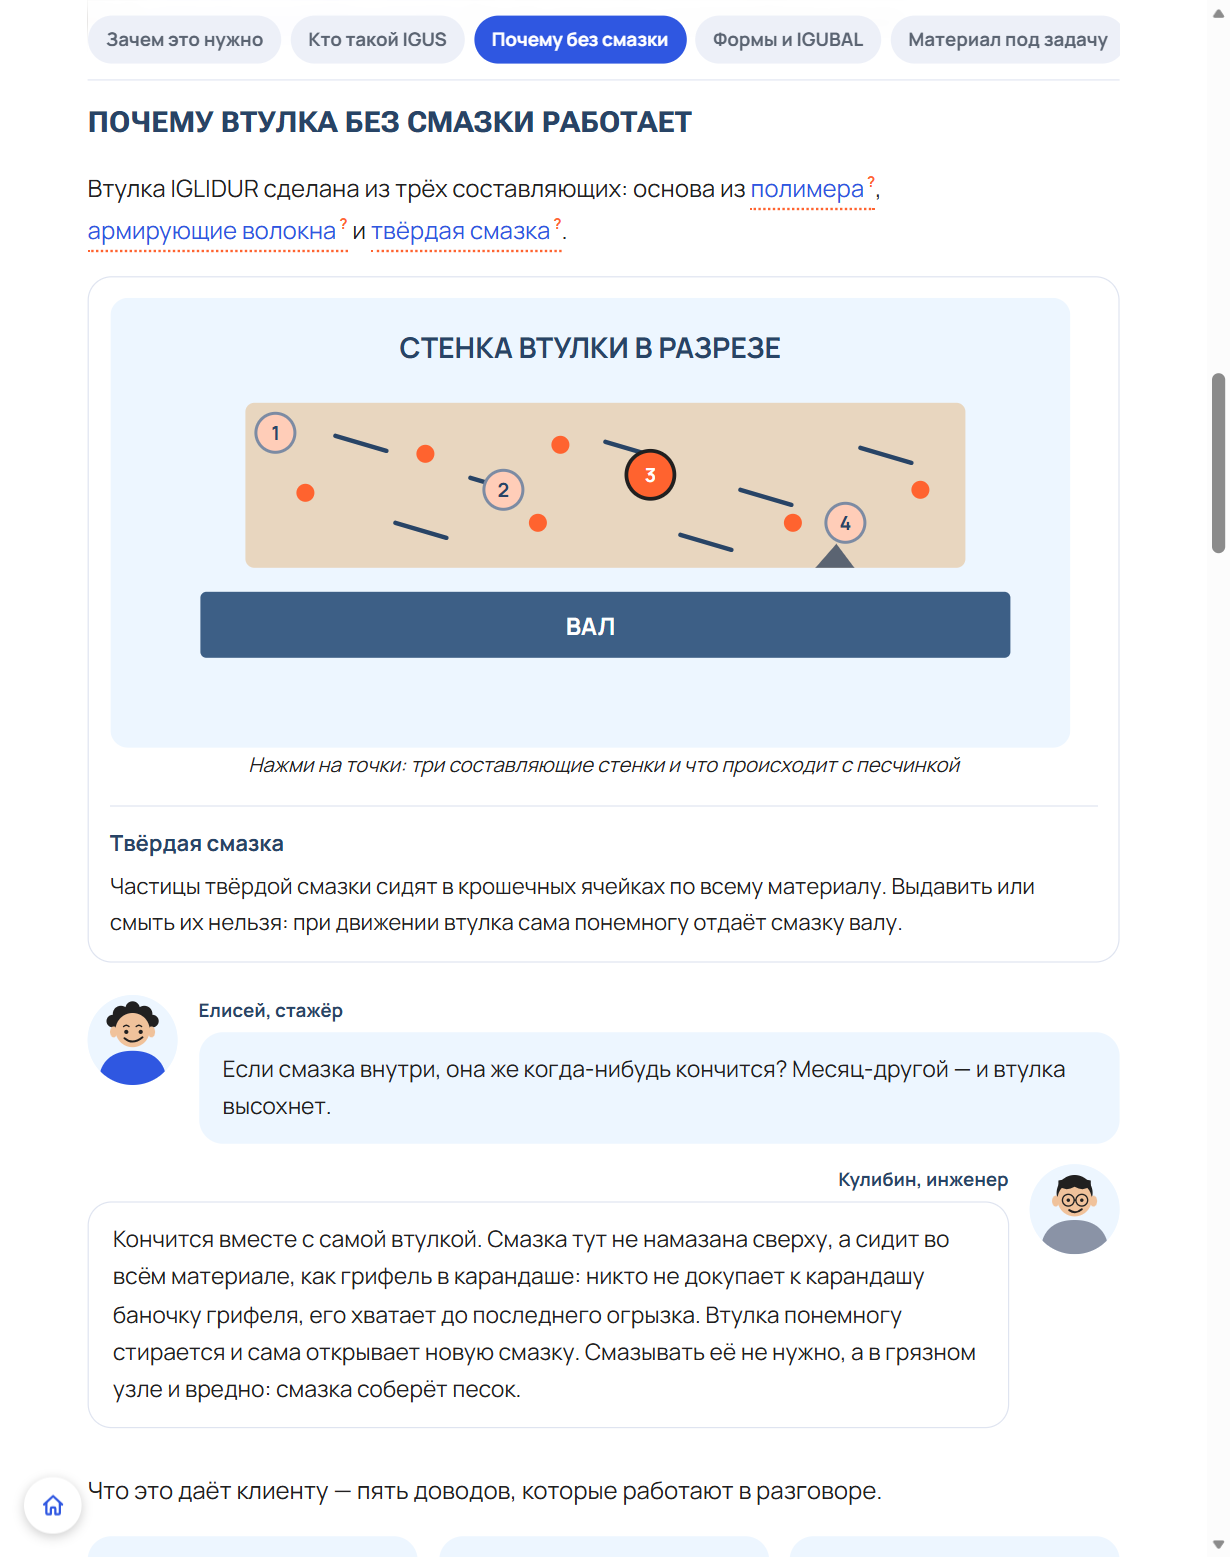 Зачем это нужно
Кто такой IGUS
Почему без смазки
Формы и IGUBAL
Материал под задачу
ПОЧЕМУ ВТУЛКА БЕЗ СМАЗКИ РАБОТАЕТ
Втулка IGLIDUR сделана из трёх составляющих: основа из полимера ?,
армирующие волокна ? и твёрдая смазка ?.
СТЕНКА ВТУЛКИ В РАЗРЕЗЕ
1
2
3
4
ВАЛ
Нажми на точки: три составляющие стенки и что происходит с песчинкой
Твёрдая смазка
Частицы твёрдой смазки сидят в крошечных ячейках по всему материалу. Выдавить или
смыть их нельзя: при движении втулка сама понемногу отдаёт смазку валу.
Елисей, стажёр
Если смазка внутри, она же когда-нибудь кончится? Месяц-другой — и втулка
высохнет.
Кулибин, инженер
Кончится вместе с самой втулкой. Смазка тут не намазана сверху, а сидит во
всём материале, как грифель в карандаше: никто не докупает к карандашу
баночку грифеля, его хватает до последнего огрызка. Втулка понемногу
стирается и сама открывает новую смазку. Смазывать её не нужно, а в грязном
узле и вредно: смазка соберёт песок.
Что это даёт клиенту — пять доводов, которые работают в разговоре.